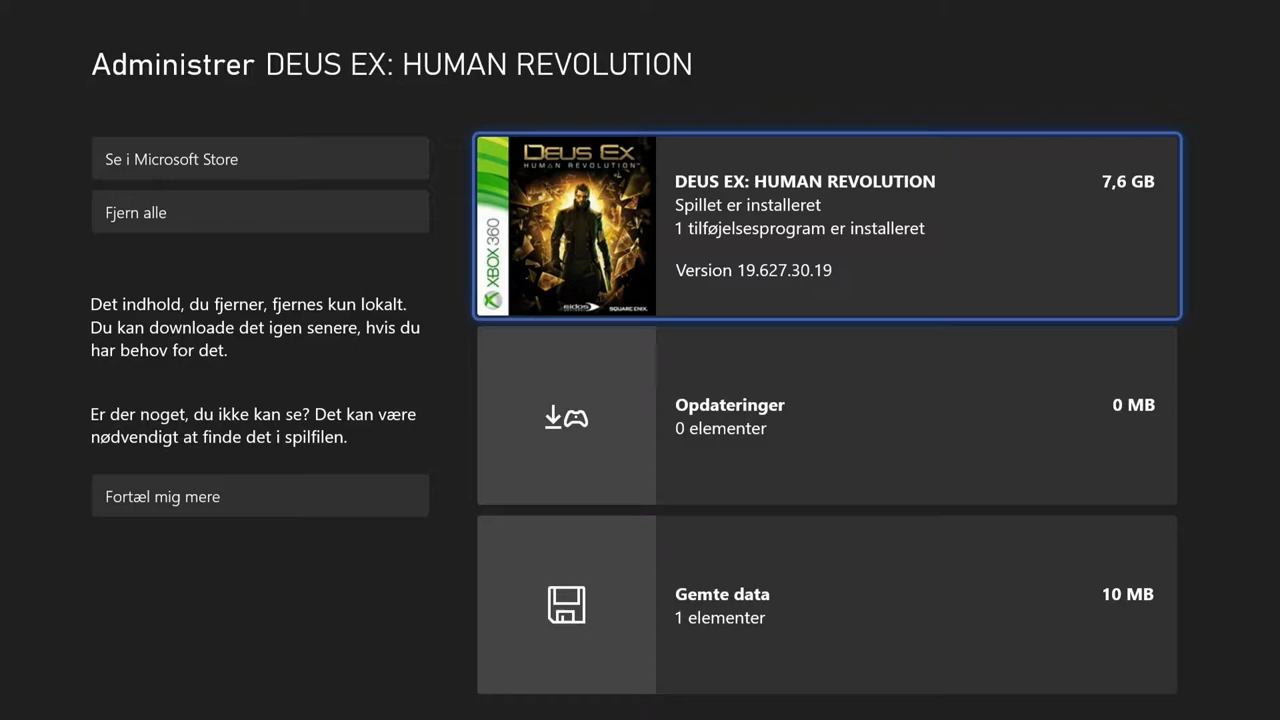 Administrer DEUS EX: HUMAN REVOLUTION
Se i Microsoft Store
Fjern alle
Det indhold, du fjerner, fjernes kun lokalt.
Du kan downloade det igen senere, hvis du
har behov for det.
Er der noget, du ikke kan se? Det kan være
nødvendigt at finde det i spilfilen.
Fortæl mig mere
XBOX 360
DEUS EX
HUMAN REVOLUTION
eidos
SQUARE ENIX
DEUS EX: HUMAN REVOLUTION 7,6 GB
Spillet er installeret
1 tilføjelsesprogram er installeret
Version 19.627.30.19
Opdateringer 0 MB
0 elementer
Gemte data 10 MB
1 elementer